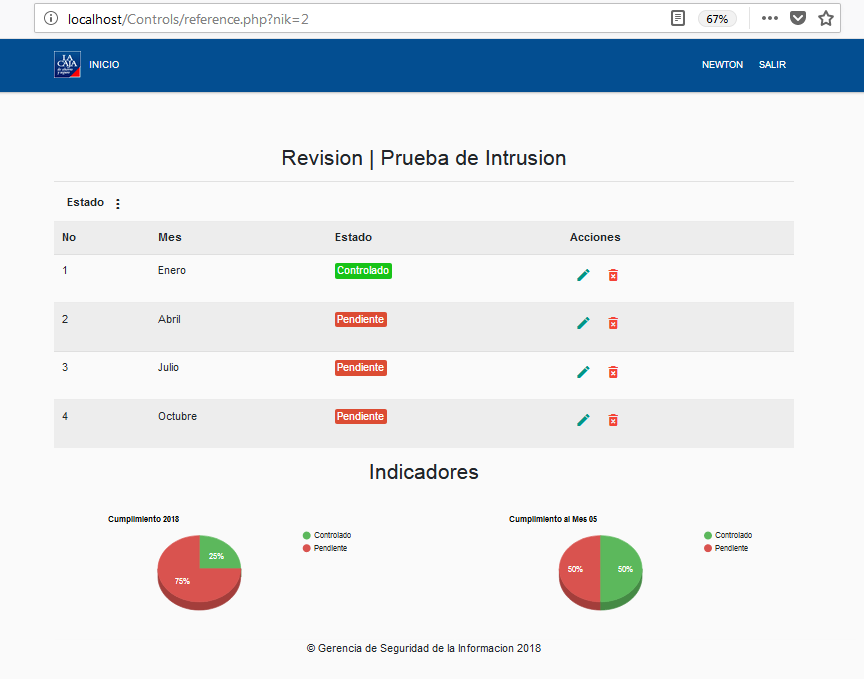 localhost/Controls/reference.php?nik=2 67%
LA CAJA
INICIO NEWTON SALIR
Revision | Prueba de Intrusion
Estado
No Mes Estado Acciones
1 Enero Controlado
2 Abril Pendiente
3 Julio Pendiente
4 Octubre Pendiente
Indicadores
Cumplimiento 2018 Cumplimiento al Mes 05
Controlado Controlado
Pendiente Pendiente
25%
75%
50% 50%
© Gerencia de Seguridad de la Informacion 2018